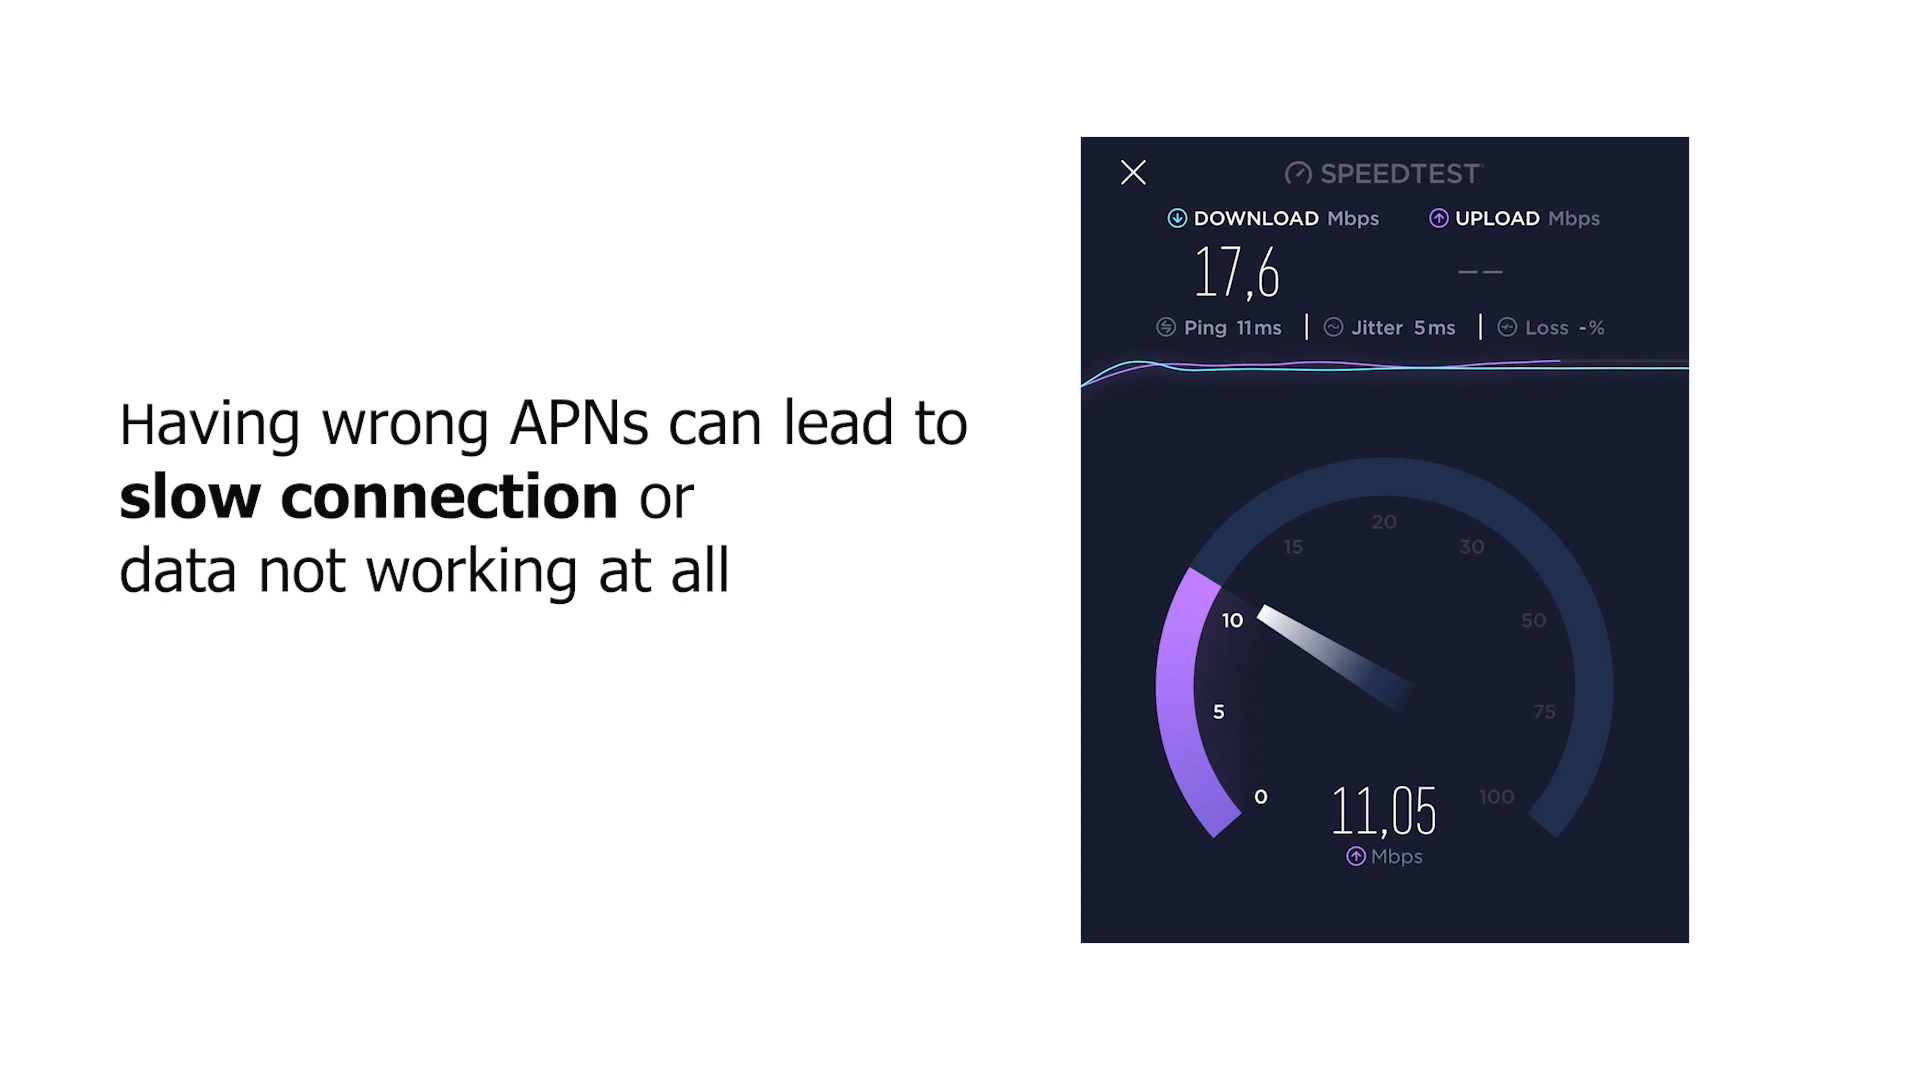 Having wrong APNs can lead to
slow connection or
data not working at all
SPEEDTEST
DOWNLOAD Mbps UPLOAD Mbps
17,6 ——
Ping 11ms | Jitter 5ms | Loss -%
20
15 30
10 50
5 75
0 100
11,05
Mbps